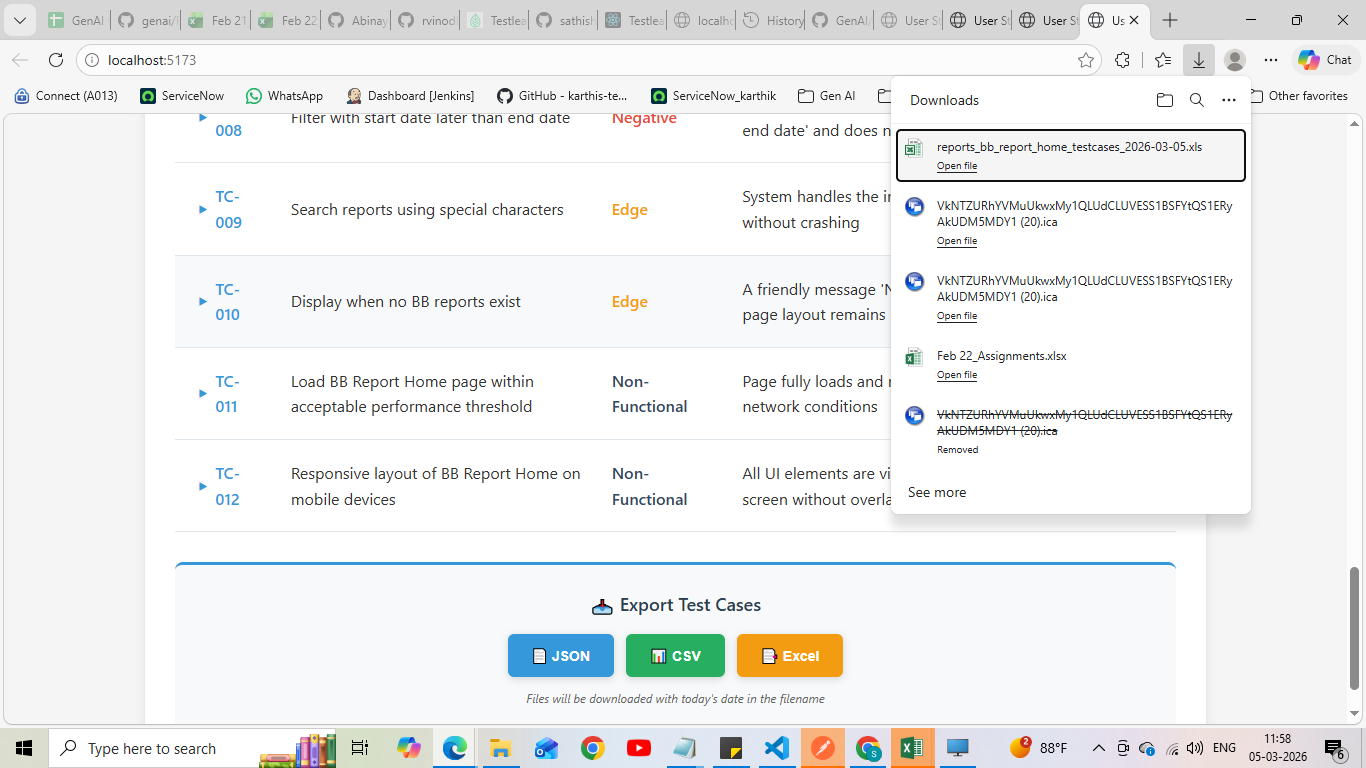 GenAI
genai/i
Feb 21
Feb 22
Abinay
rvinod
Testlea
sathish
Testlea
localho
History
GenAI/
User St
User St
User St
Us
localhost:5173
Chat
Connect (A013)
ServiceNow
WhatsApp
Dashboard [Jenkins]
GitHub - karthis-te...
ServiceNow_karthik
Gen AI
Other favorites
TC-
008
Filter with start date later than end date
Negative
end date' and does n
TC-
009
Search reports using special characters
Edge
System handles the in
without crashing
TC-
010
Display when no BB reports exist
Edge
A friendly message 'N
page layout remains
TC-
011
Load BB Report Home page within
acceptable performance threshold
Non-
Functional
Page fully loads and
network conditions
TC-
012
Responsive layout of BB Report Home on
mobile devices
Non-
Functional
All UI elements are vi
screen without overla
Downloads
reports_bb_report_home_testcases_2026-03-05.xls
Open file
VkNTZURhYVMuUkwxMy1QLUdCLUVESS1BSFYtQS1ERy
AkUDM5MDY1 (20).ica
Open file
VkNTZURhYVMuUkwxMy1QLUdCLUVESS1BSFYtQS1ERy
AkUDM5MDY1 (20).ica
Open file
Feb 22_Assignments.xlsx
Open file
VkNTZURhYVMuUkwxMy1QLUdCLUVESS1BSFYtQS1ERy
AkUDM5MDY1 (20).ica
Removed
See more
Export Test Cases
JSON
CSV
Excel
Files will be downloaded with today's date in the filename
Type here to search
2
88°F
ENG
11:58
05-03-2026
6